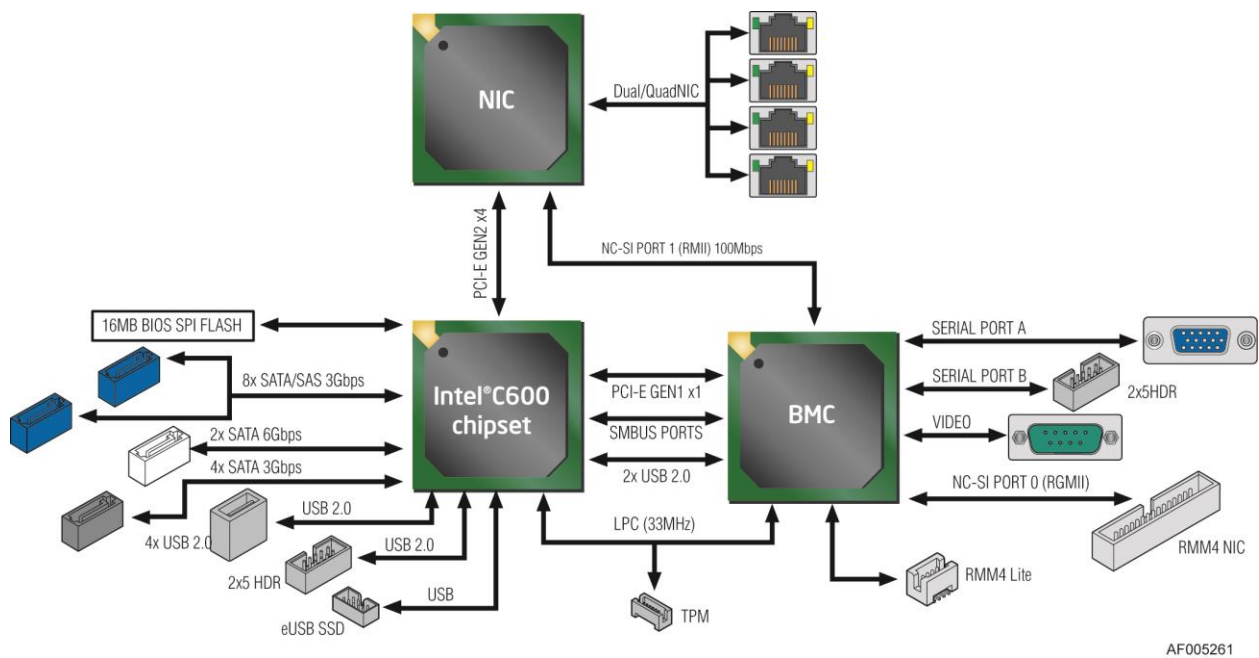 NIC
Dual/QuadNIC
PCI-E GEN2 x4
NC-SI PORT 1 (RMII) 100Mbps
16MB BIOS SPI FLASH
8x SATA/SAS 3Gbps
2x SATA 6Gbps
4x SATA 3Gbps
Intel®C600
chipset
PCI-E GEN1 x1
SMBUS PORTS
2x USB 2.0
BMC
SERIAL PORT A
SERIAL PORT B
2x5HDR
VIDEO
NC-SI PORT 0 (RGMII)
RMM4 NIC
USB 2.0
4x USB 2.0
USB 2.0
2x5 HDR
USB
eUSB SSD
LPC (33MHz)
TPM
RMM4 Lite
AF005261